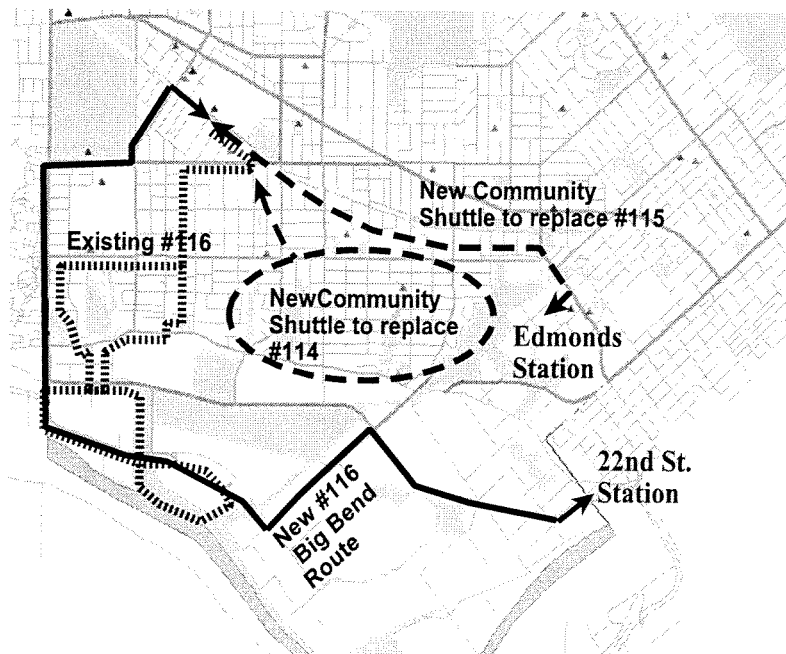 New Community
Shuttle to replace #115
Existing #116
NewCommunity
Shuttle to replace
#114
Edmonds
Station
22nd St.
Station
New #116
Big Bend
Route